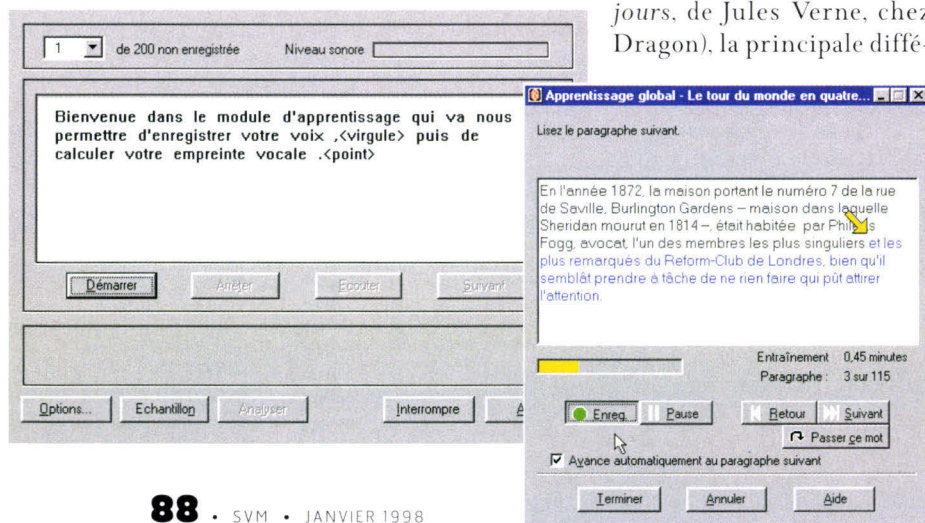 jours, de Jules Verne, chez
Dragon), la principale diffé-
1 de 200 non enregistrée Niveau sonore
Bienvenue dans le module d'apprentissage qui va nous
permettre d'enregistrer votre voix ,<virgule> puis de
calculer votre empreinte vocale .<point>
Démarrer Arrêter Ecouter Suivant
Options... Echantillon Analyser Interrompre
Apprentissage global - Le tour du monde en quatre...
Lisez le paragraphe suivant.
En l'année 1872, la maison portant le numéro 7 de la rue
de Saville, Burlington Gardens – maison dans laquelle
Sheridan mourut en 1814 –, était habitée par
Fogg, avocat, l'un des membres les plus singuliers et les
plus remarqués du Reform-Club de Londres, bien qu'il
semblât prendre à tâche de ne rien faire qui pût attirer
l'attention.
Entraînement 0,45 minutes
Paragraphe : 3 sur 115
Enreg. Pause Retour Suivant
Passer ce mot
Avance automatiquement au paragraphe suivant
Terminer Annuler Aide
88 • SVM • JANVIER 1998